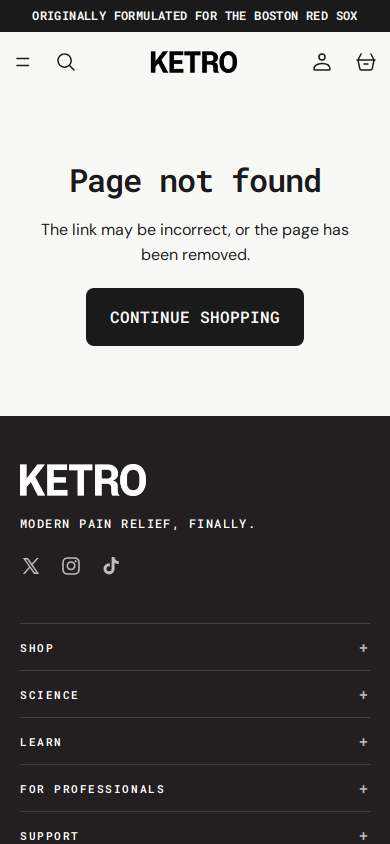 ORIGINALLY FORMULATED FOR THE BOSTON RED SOX
KETRO
Page not found
The link may be incorrect, or the page has
been removed.
CONTINUE SHOPPING
KETRO
MODERN PAIN RELIEF, FINALLY.
SHOP +
SCIENCE +
LEARN +
FOR PROFESSIONALS +
SUPPORT +